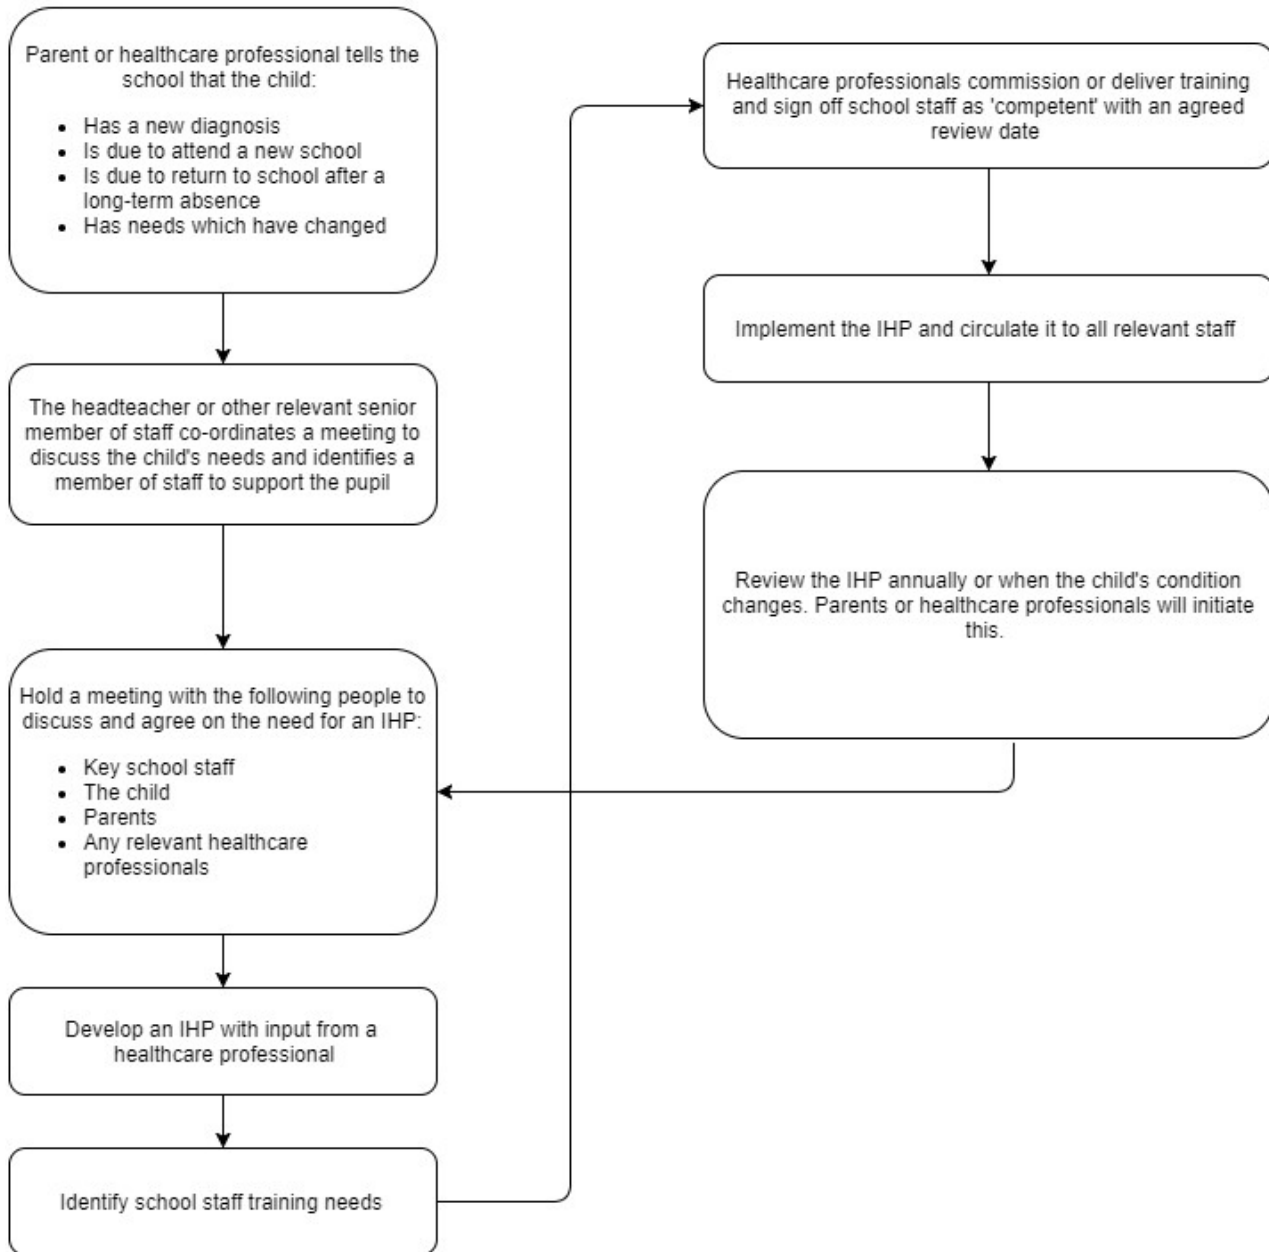 Parent or healthcare professional tells the
school that the child:
• Has a new diagnosis
• Is due to attend a new school
• Is due to return to school after a
long-term absence
• Has needs which have changed
The headteacher or other relevant senior
member of staff co-ordinates a meeting to
discuss the child's needs and identifies a
member of staff to support the pupil
Hold a meeting with the following people to
discuss and agree on the need for an IHP:
• Key school staff
• The child
• Parents
• Any relevant healthcare
professionals
Develop an IHP with input from a
healthcare professional
Identify school staff training needs
Healthcare professionals commission or deliver training
and sign off school staff as 'competent' with an agreed
review date
Implement the IHP and circulate it to all relevant staff
Review the IHP annually or when the child's condition
changes. Parents or healthcare professionals will initiate
this.